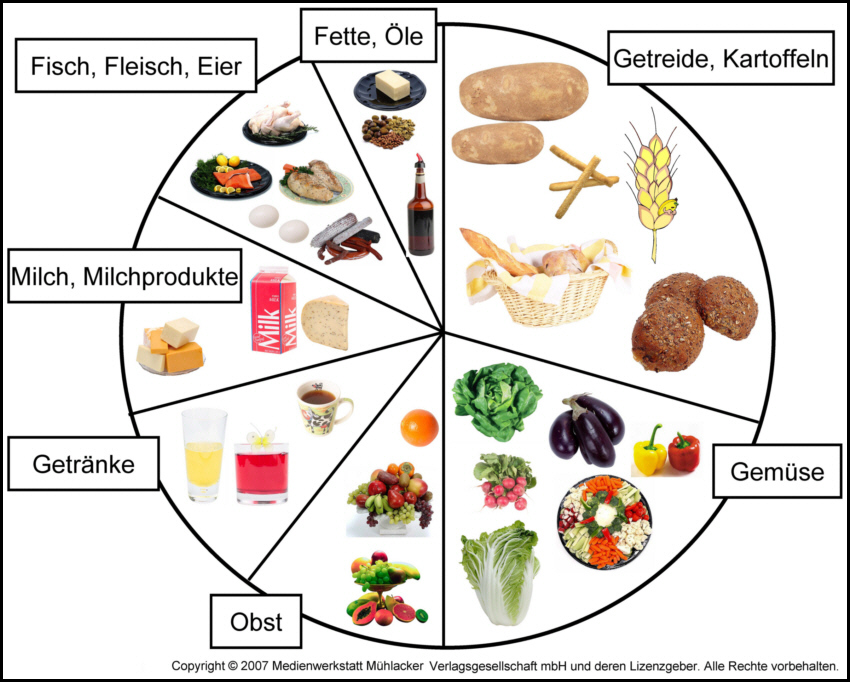 Fette, Öle
Fisch, Fleisch, Eier
Getreide, Kartoffeln
Milch, Milchprodukte
Milk
Milk
Getränke
Gemüse
Obst
Copyright © 2007 Medienwerkstatt Mühlacker Verlagsgesellschaft mbH und deren Lizenzgeber. Alle Rechte vorbehalten.